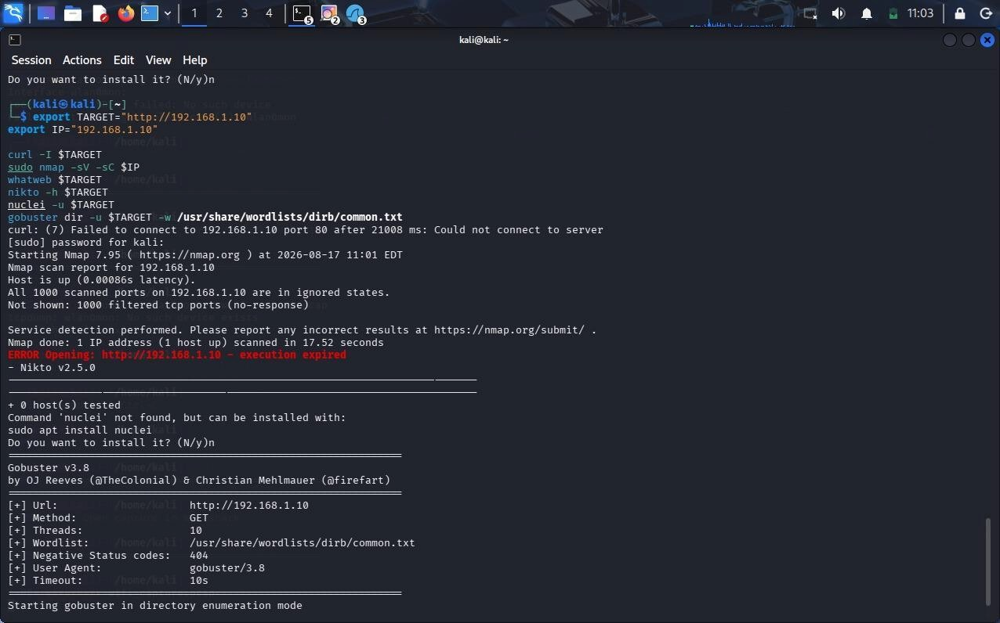 1
2
3
4
5
2
3
11:03
kali@kali: ~
Session Actions Edit View Help
Do you want to install it? (N/y)n
┌──(kali㉿kali)-[~]
└─$ export TARGET="http://192.168.1.10"
export IP="192.168.1.10"
curl -I $TARGET
sudo nmap -sV -sC $IP
whatweb $TARGET
nikto -h $TARGET
nuclei -u $TARGET
gobuster dir -u $TARGET -w /usr/share/wordlists/dirb/common.txt
curl: (7) Failed to connect to 192.168.1.10 port 80 after 21008 ms: Could not connect to server
[sudo] password for kali:
Starting Nmap 7.95 ( https://nmap.org ) at 2026-08-17 11:01 EDT
Nmap scan report for 192.168.1.10
Host is up (0.00086s latency).
All 1000 scanned ports on 192.168.1.10 are in ignored states.
Not shown: 1000 filtered tcp ports (no-response)
Service detection performed. Please report any incorrect results at https://nmap.org/submit/ .
Nmap done: 1 IP address (1 host up) scanned in 17.52 seconds
ERROR Opening: http://192.168.1.10 - execution expired
- Nikto v2.5.0
+ 0 host(s) tested
Command 'nuclei' not found, but can be installed with:
sudo apt install nuclei
Do you want to install it? (N/y)n
Gobuster v3.8
by OJ Reeves (@TheColonial) & Christian Mehlmauer (@firefart)
[+] Url: http://192.168.1.10
[+] Method: GET
[+] Threads: 10
[+] Wordlist: /usr/share/wordlists/dirb/common.txt
[+] Negative Status codes: 404
[+] User Agent: gobuster/3.8
[+] Timeout: 10s
Starting gobuster in directory enumeration mode